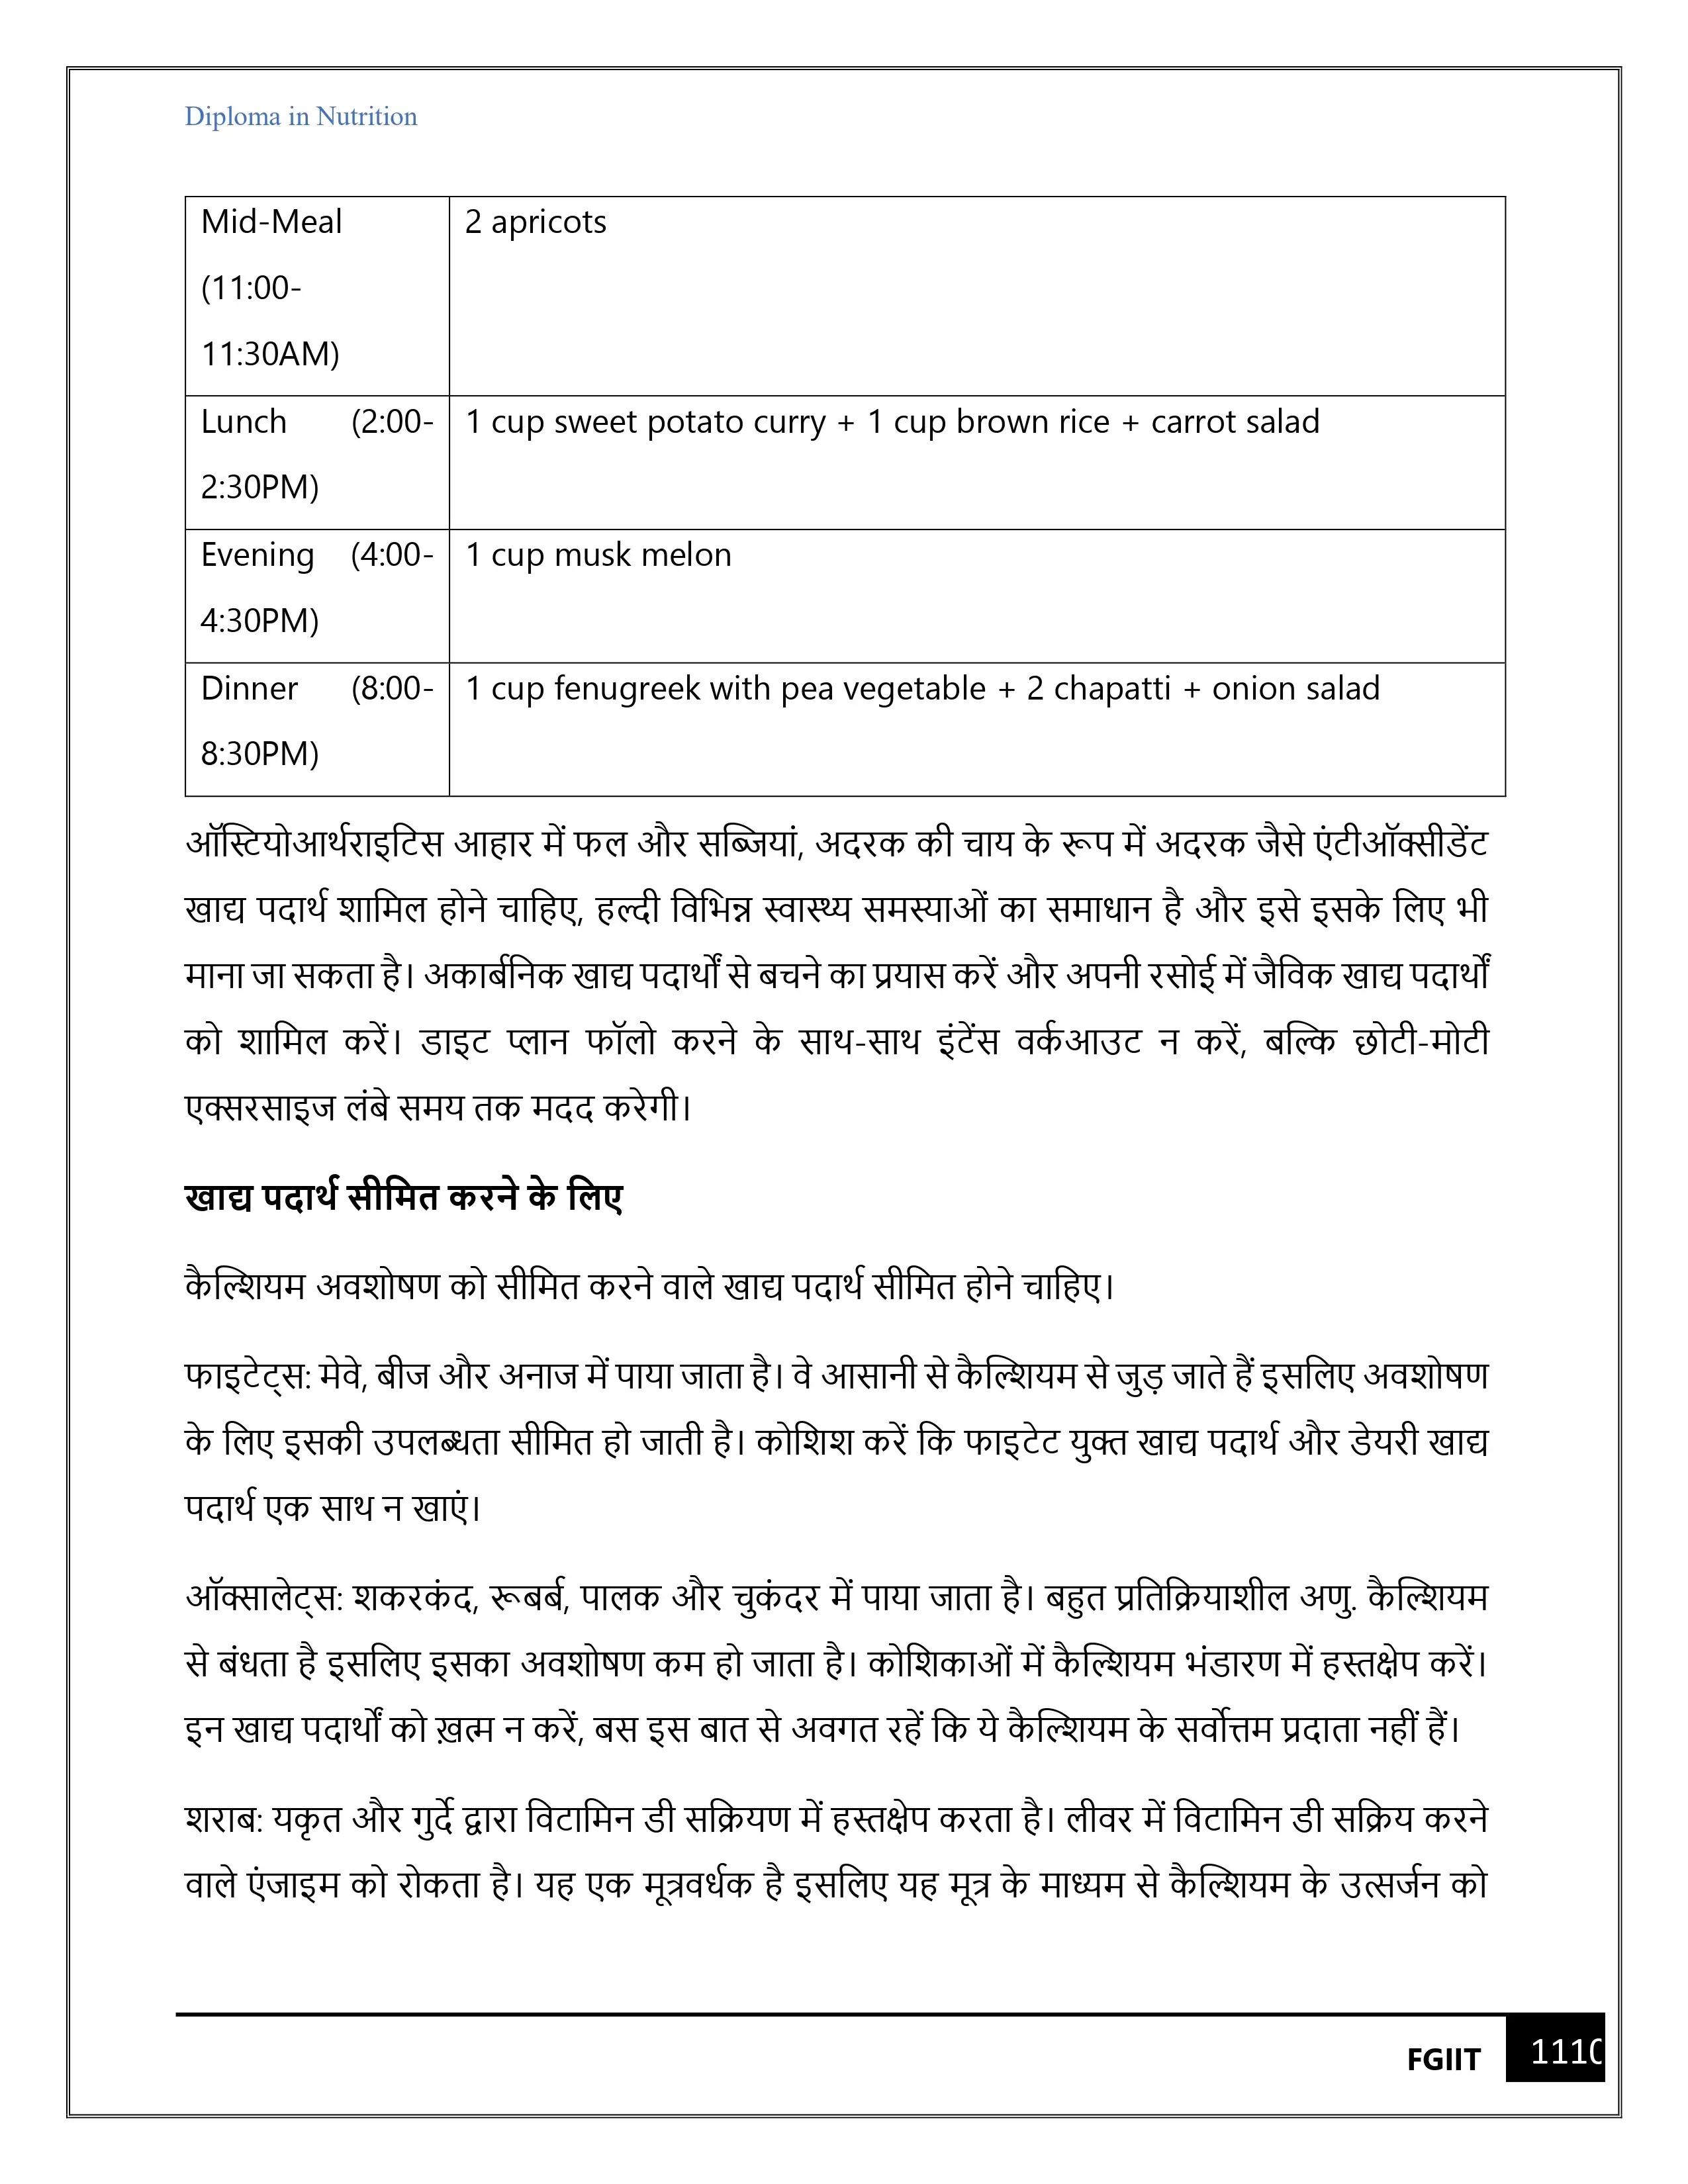 Diploma in Nutrition
Mid-Meal
(11:00-
11:30AM)
2 apricots
Lunch (2:00-
2:30PM)
1 cup sweet potato curry + 1 cup brown rice + carrot salad
Evening (4:00-
4:30PM)
1 cup musk melon
Dinner (8:00-
8:30PM)
1 cup fenugreek with pea vegetable + 2 chapatti + onion salad
ऑस्टियोआर्थराइटिस आहार में फल और सब्जियां, अदरक की चाय के रूप में अदरक जैसे एंटीऑक्सीडेंट
खाद्य पदार्थ शामिल होने चाहिए, हल्दी विभिन्न स्वास्थ्य समस्याओं का समाधान है और इसे इसके लिए भी
माना जा सकता है। अकार्बनिक खाद्य पदार्थों से बचने का प्रयास करें और अपनी रसोई में जैविक खाद्य पदार्थों
को शामिल करें। डाइट प्लान फॉलो करने के साथ-साथ इंटेंस वर्कआउट न करें, बल्कि छोटी-मोटी
एक्सरसाइज लंबे समय तक मदद करेगी।
खाद्य पदार्थ सीमित करने के लिए
कैल्शियम अवशोषण को सीमित करने वाले खाद्य पदार्थ सीमित होने चाहिए।
फाइटेट्स: मेवे, बीज और अनाज में पाया जाता है। वे आसानी से कैल्शियम से जुड़ जाते हैं इसलिए अवशोषण
के लिए इसकी उपलब्धता सीमित हो जाती है। कोशिश करें कि फाइटेट युक्त खाद्य पदार्थ और डेयरी खाद्य
पदार्थ एक साथ न खाएं।
ऑक्सालेट्स: शकरकंद, रूबर्ब, पालक और चुकंदर में पाया जाता है। बहुत प्रतिक्रियाशील अणु. कैल्शियम
से बंधता है इसलिए इसका अवशोषण कम हो जाता है। कोशिकाओं में कैल्शियम भंडारण में हस्तक्षेप करें।
इन खाद्य पदार्थों को ख़त्म न करें, बस इस बात से अवगत रहें कि ये कैल्शियम के सर्वोत्तम प्रदाता नहीं हैं।
शराब: यकृत और गुर्दे द्वारा विटामिन डी सक्रियण में हस्तक्षेप करता है। लीवर में विटामिन डी सक्रिय करने
वाले एंजाइम को रोकता है। यह एक मूत्रवर्धक है इसलिए यह मूत्र के माध्यम से कैल्शियम के उत्सर्जन को
FGIIT 1110